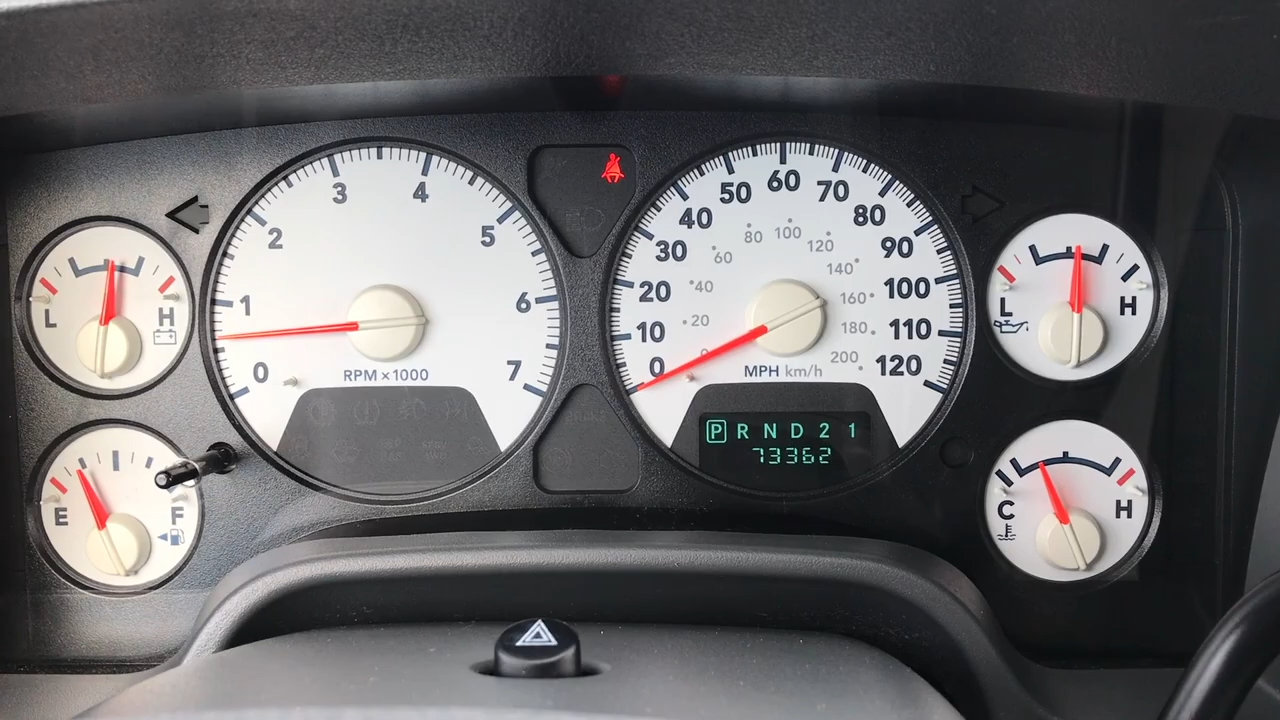 L H
E F
0 1 2 3 4 5 6 7
RPM x1000
0 10 20 30 40 50 60 70 80 90 100 110 120
20 40 60 80 100 120 140 160 180 200
MPH km/h
P R N D 2 1
73362
L H
C H